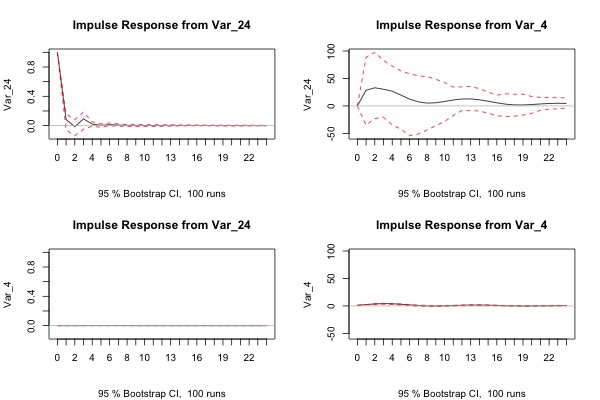 Impulse Response from Var_24
Var_24
0.0 0.4 0.8
0 2 4 6 8 10 13 16 19 22
95 % Bootstrap CI, 100 runs
Impulse Response from Var_4
Var_24
-50 0 50 100
0 2 4 6 8 10 13 16 19 22
95 % Bootstrap CI, 100 runs
Impulse Response from Var_24
Var_4
0.0 0.4 0.8
0 2 4 6 8 10 13 16 19 22
95 % Bootstrap CI, 100 runs
Impulse Response from Var_4
Var_4
-50 0 50 100
0 2 4 6 8 10 13 16 19 22
95 % Bootstrap CI, 100 runs